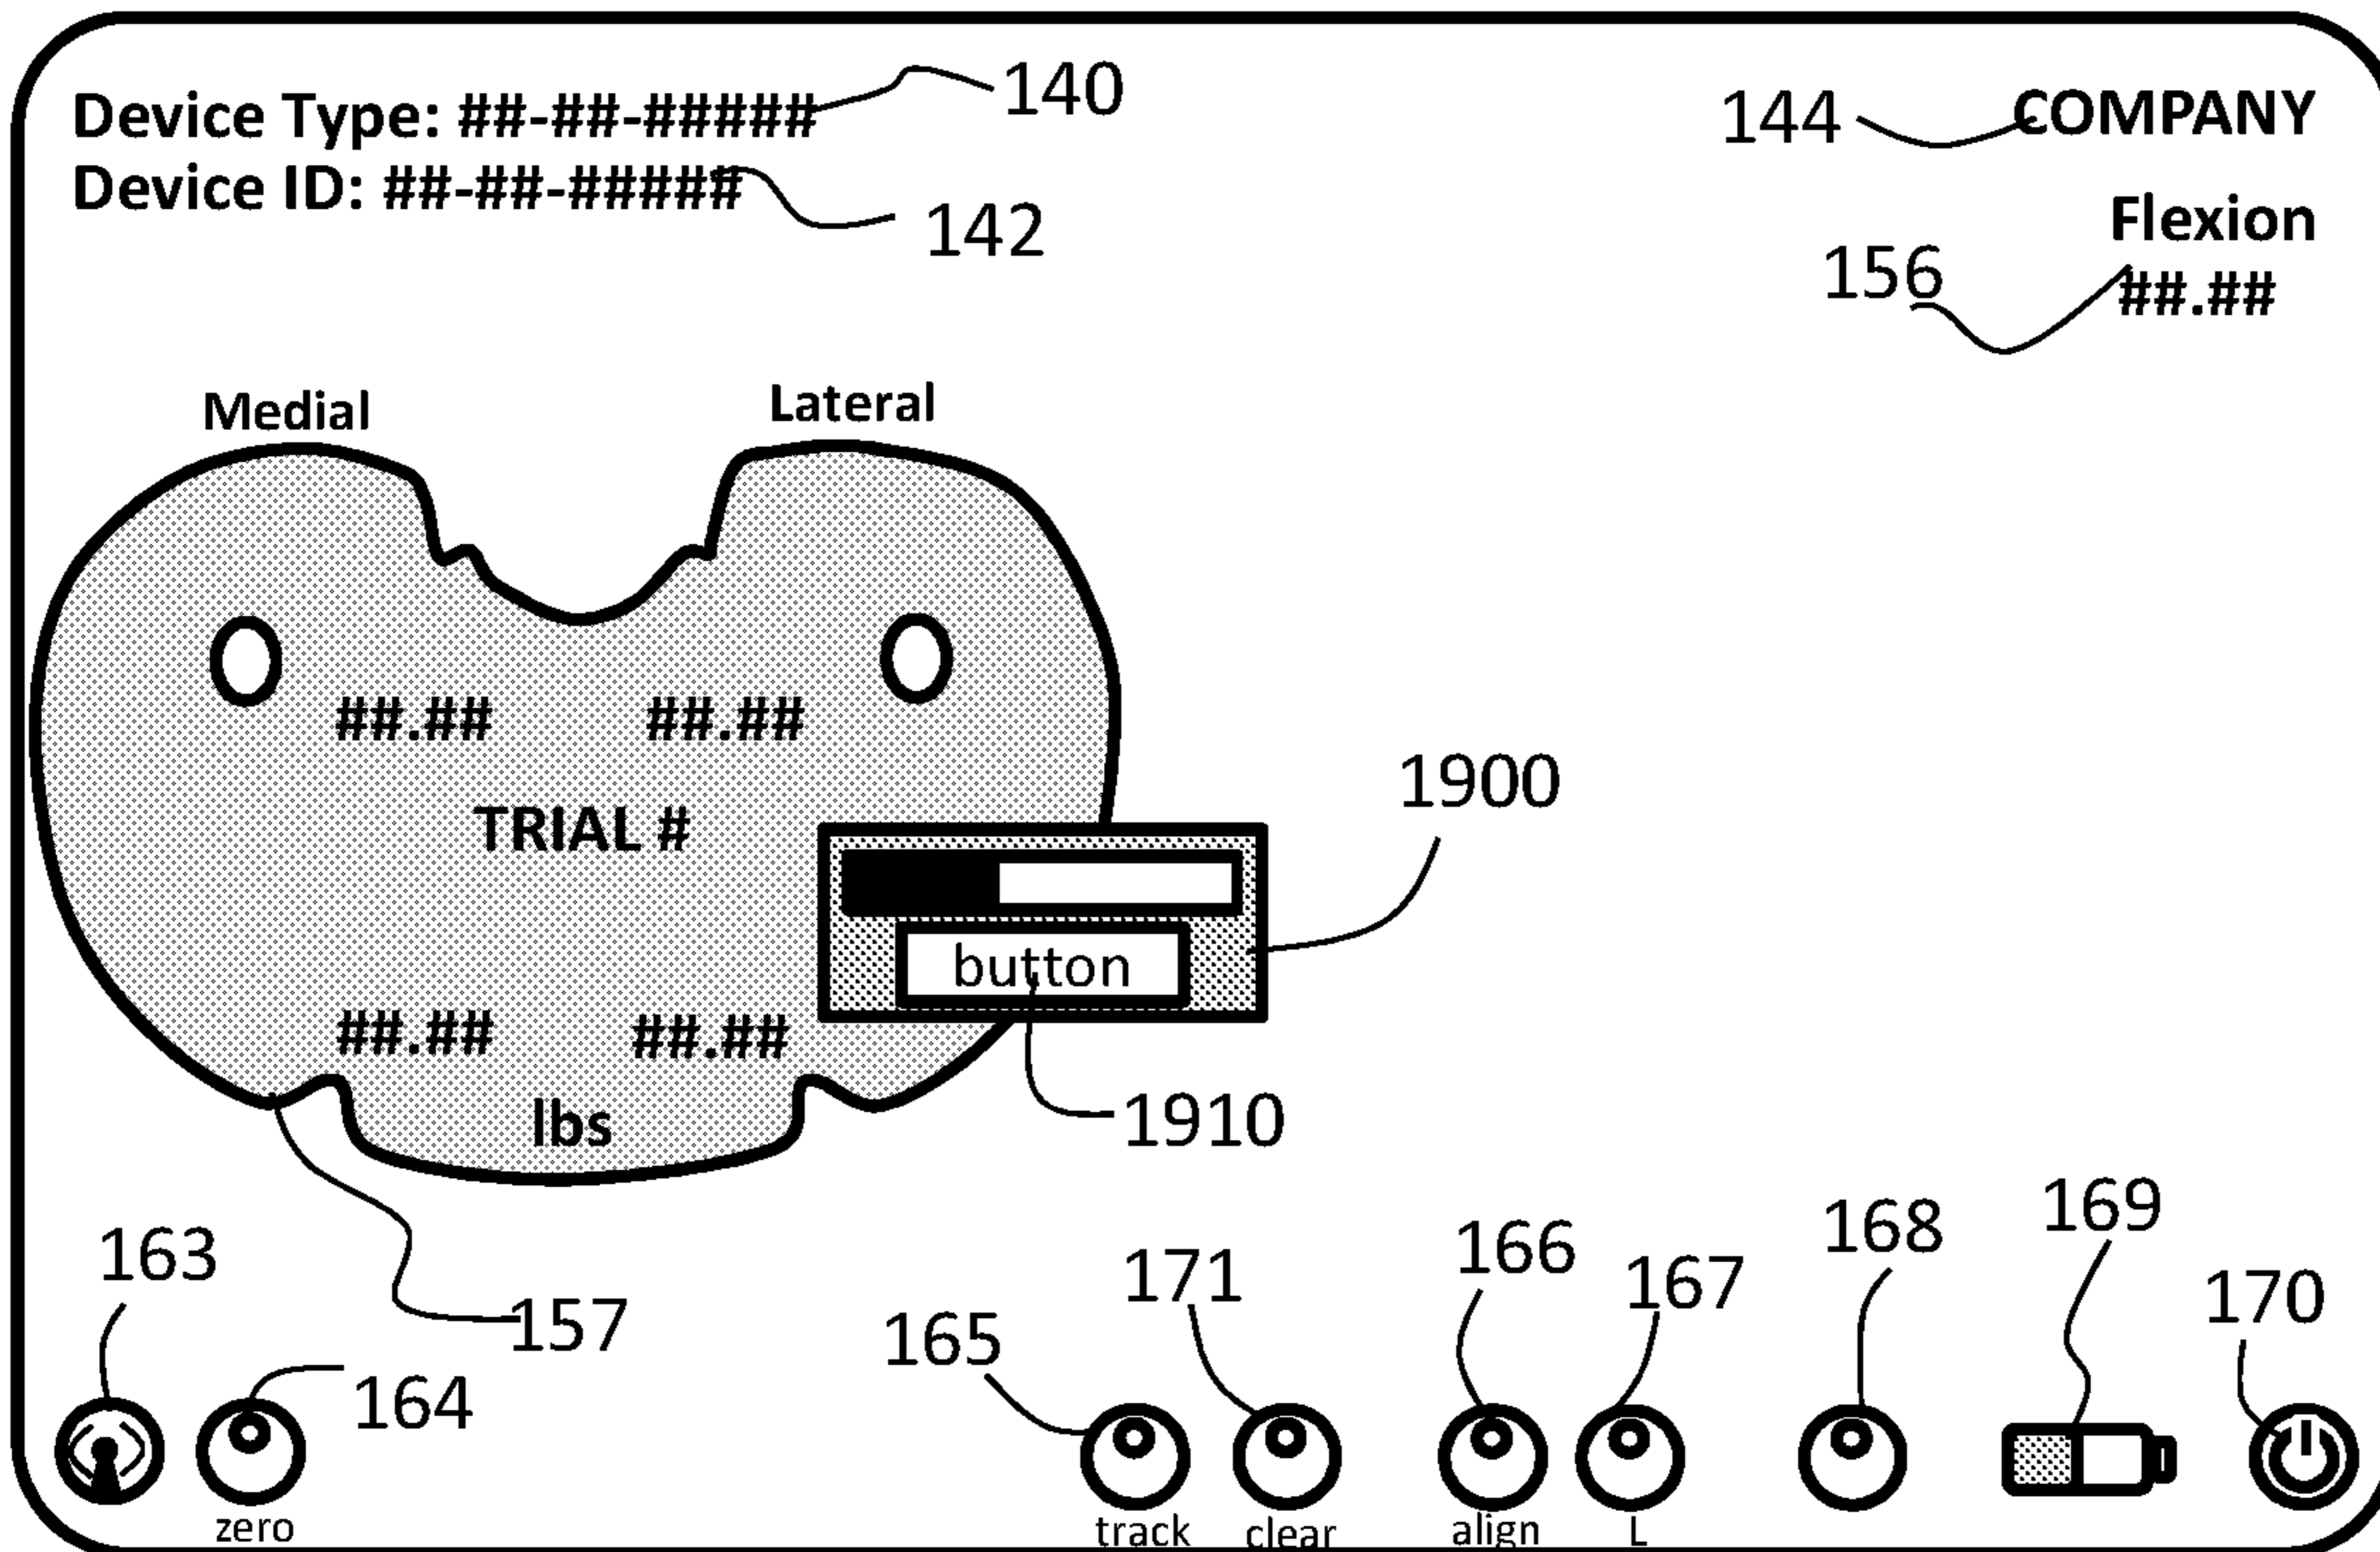 Device Type: ##-##-#####
140
144
COMPANY
Device ID: ##-##-#####
142
Flexion
156
##.##
Medial
Lateral
##.##
##.##
TRIAL #
1900
button
##.##
##.##
lbs
1910
163
157
164
165
171
166
167
168
169
170
zero
track
clear
align
L